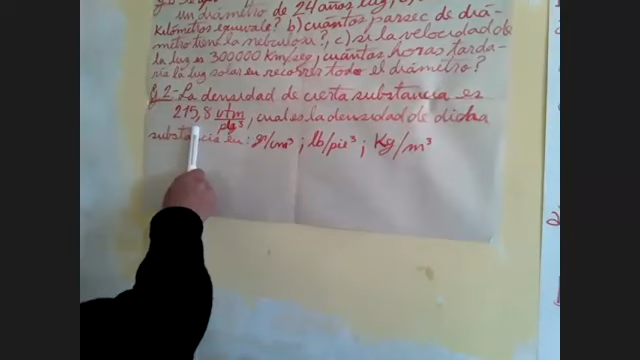 un diámetro de 24 años luz,
Kilómetros equivale? b) cuántos parsec de diá-
metro tiene la nebulosa?, c) si la velocidad de
la luz es 300000 Km/seg, cuántas horas tarda-
ría la luz solar en recorrer todo el diámetro?
2- La densidad de cierta substancia es
215,8 utm/plg³, cual es la densidad de dicha
substancia en: gr/cm³ ; lb/pie³ ; Kg/m³